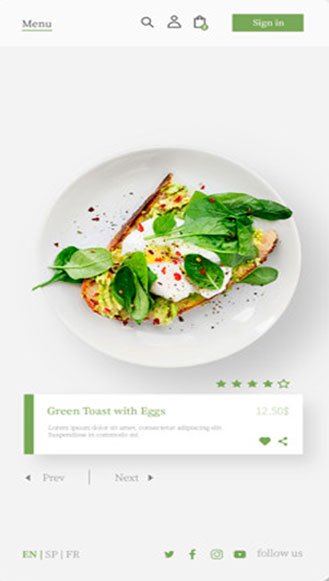 Menu
Sign in
Green Toast with Eggs 12.50$
Lorem ipsum dolor sit amet, consectetur adipiscing elit.
Suspendisse in commodo est.
Prev Next
EN | SP | FR follow us